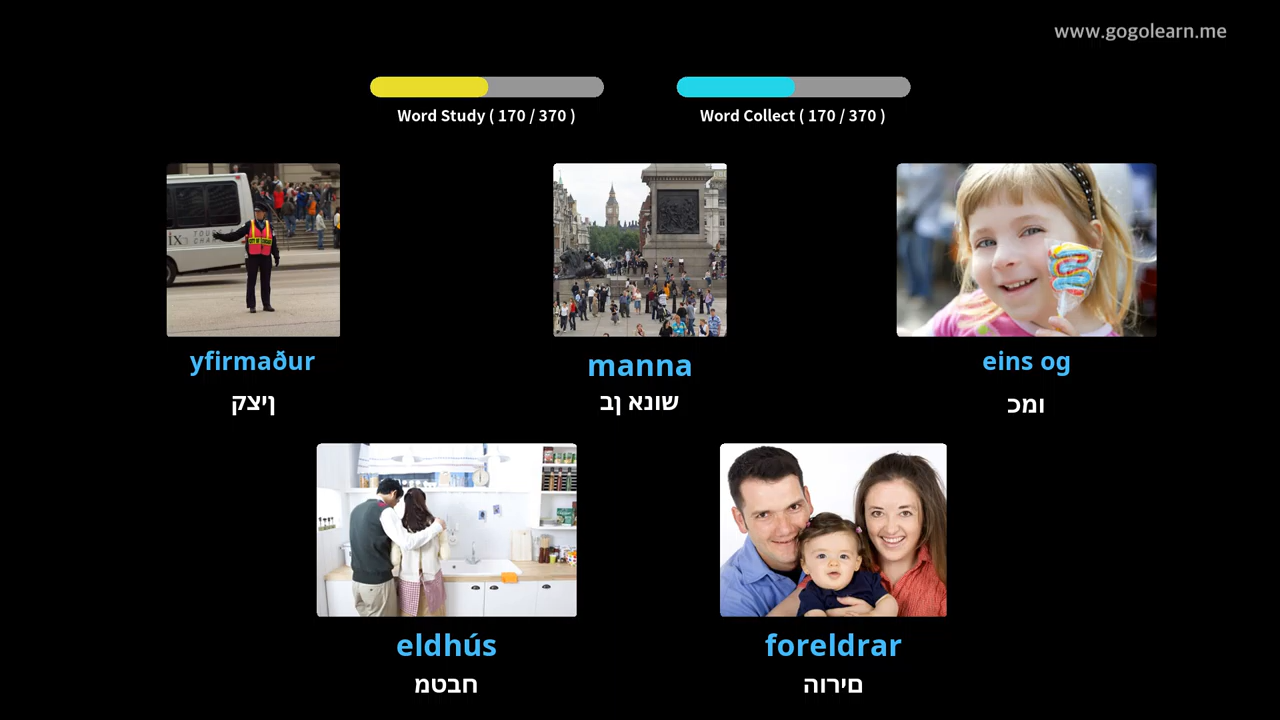 www.gogolearn.me
Word Study ( 170 / 370 )
Word Collect ( 170 / 370 )
yfirmaður
ןיצק
manna
שונא ןב
eins og
ומכ
eldhús
חבטמ
foreldrar
םירוה